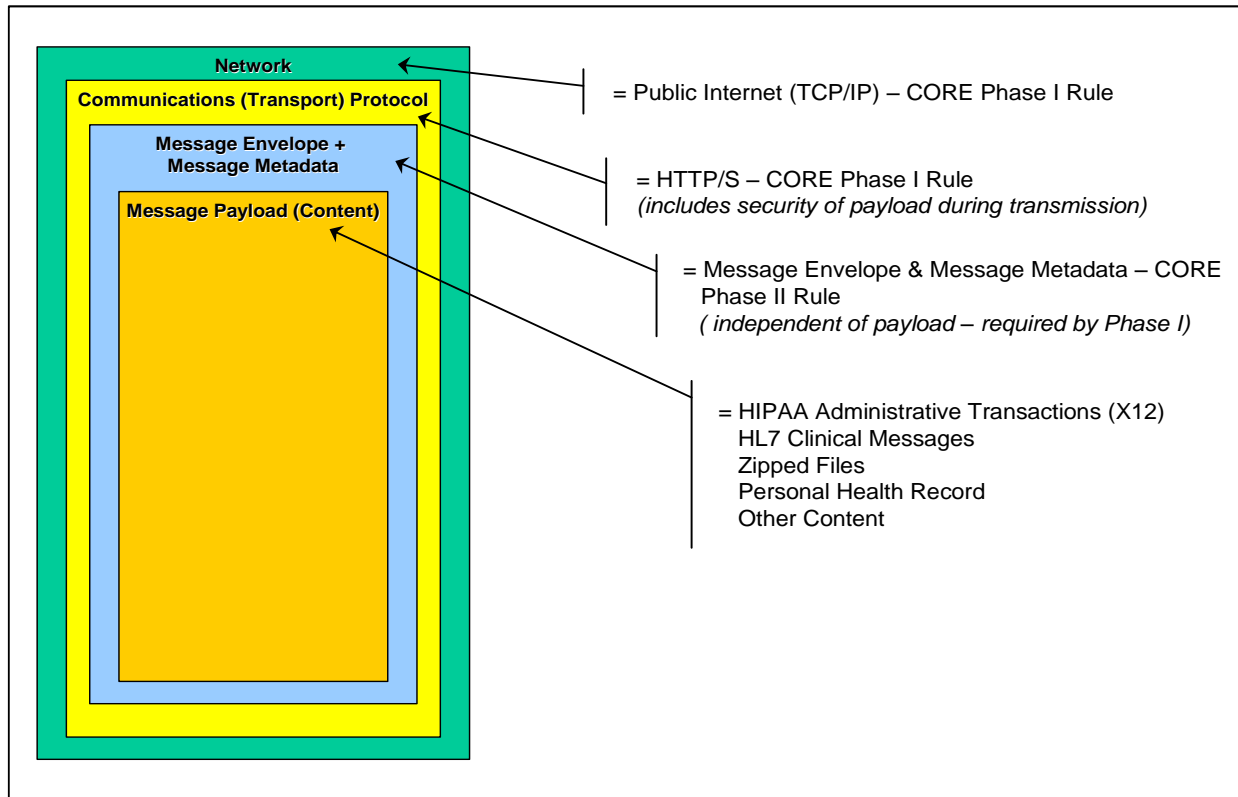 Network
= Public Internet (TCP/IP) – CORE Phase I Rule
Communications (Transport) Protocol
= HTTP/S – CORE Phase I Rule
(includes security of payload during transmission)
Message Envelope +
Message Metadata
= Message Envelope & Message Metadata – CORE
Phase II Rule
( independent of payload – required by Phase I)
Message Payload (Content)
= HIPAA Administrative Transactions (X12)
HL7 Clinical Messages
Zipped Files
Personal Health Record
Other Content